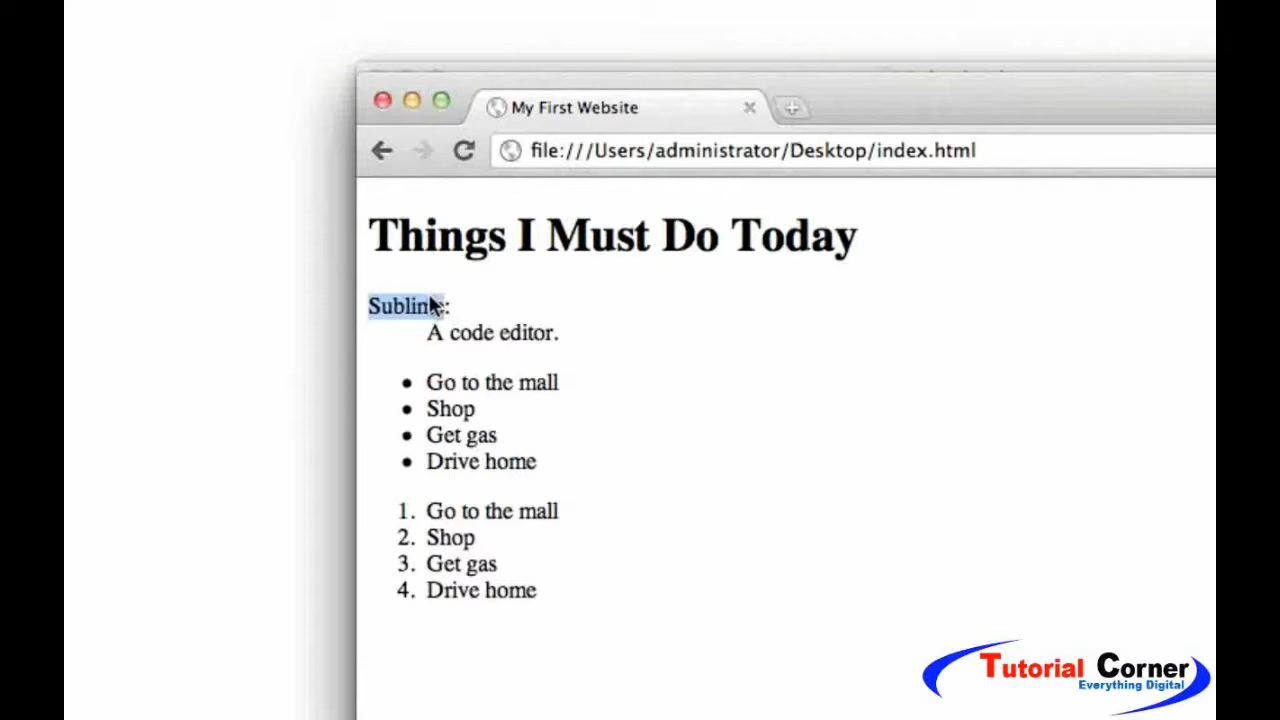 My First Website
file:///Users/administrator/Desktop/index.html
Things I Must Do Today
Sublime:
A code editor.
• Go to the mall
• Shop
• Get gas
• Drive home
1. Go to the mall
2. Shop
3. Get gas
4. Drive home
Tutorial Corner
Everything Digital